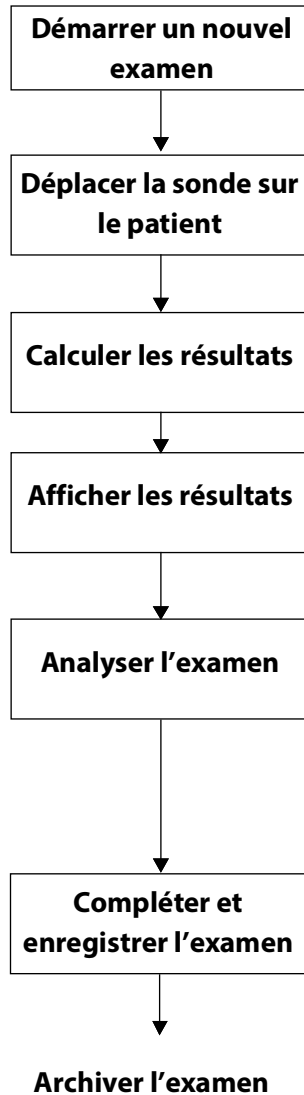 Démarrer un nouvel
examen
Déplacer la sonde sur
le patient
Calculer les résultats
Afficher les résultats
Analyser l’examen
Compléter et
enregistrer l’examen
Archiver l’examen